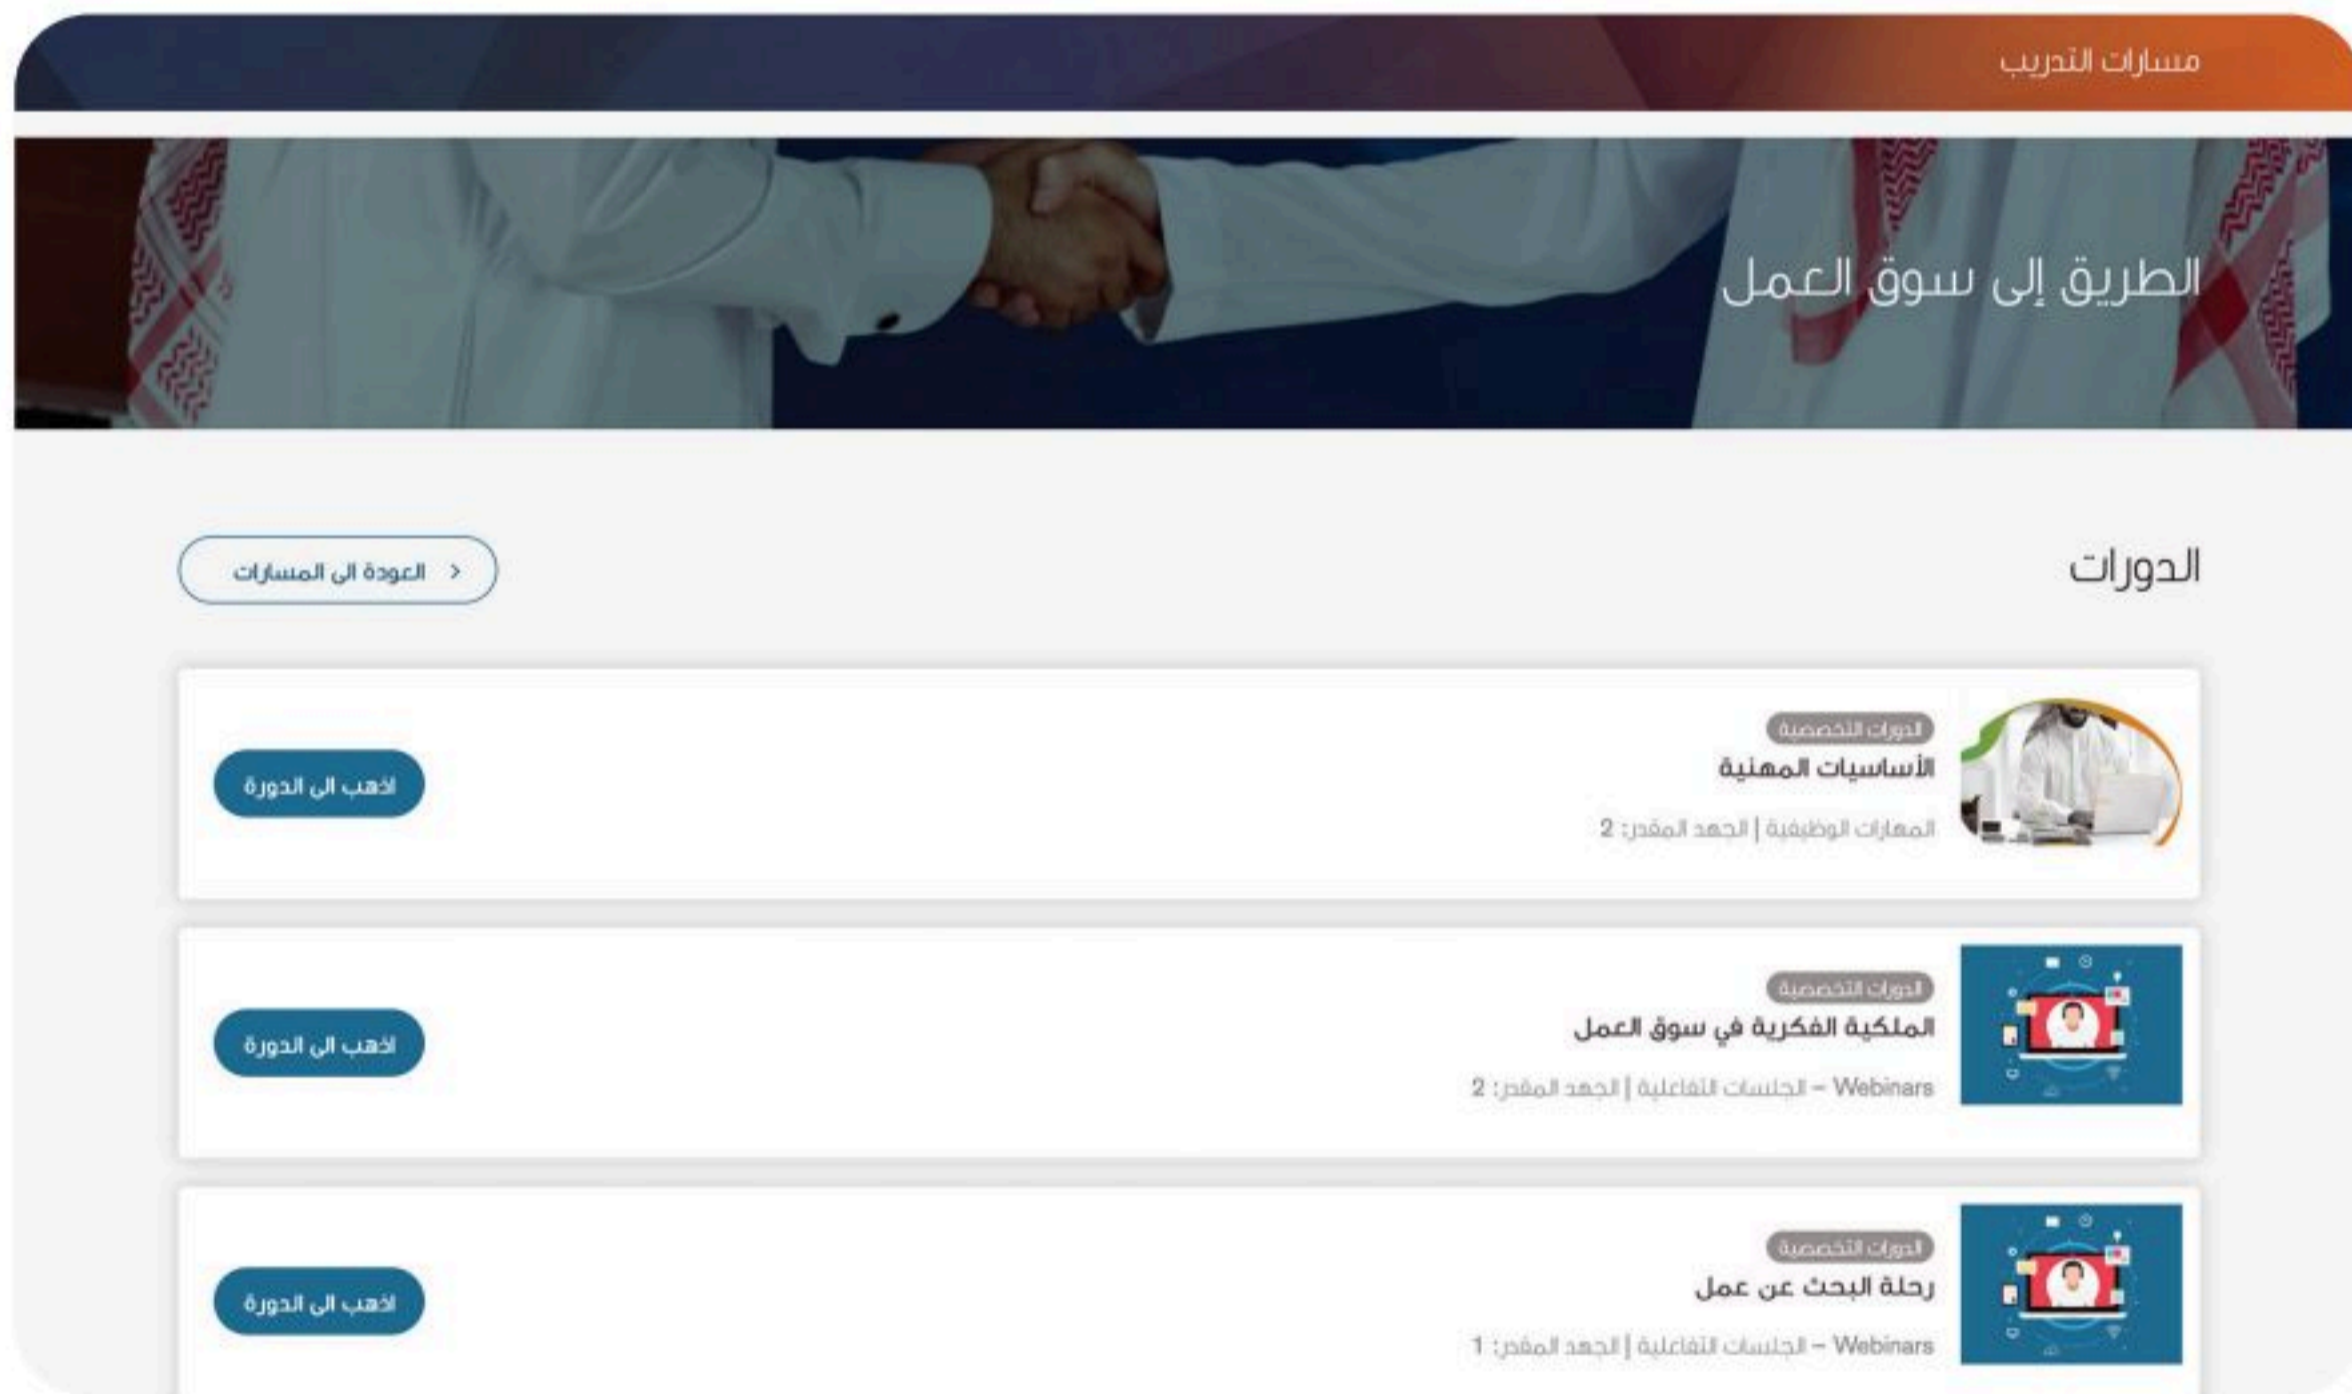 مسارات التدريب
الطريق إلى سوق العمل
الدورات
العودة الى المسارات
الدورات التخصصية
الأساسيات المهنية
المهارات الوظيفية | الجهد المقدر: 2
اذهب الى الدورة
الدورات التخصصية
الملكية الفكرية في سوق العمل
Webinars – الجلسات التفاعلية | الجهد المقدر: 2
اذهب الى الدورة
الدورات التخصصية
رحلة البحث عن عمل
Webinars – الجلسات التفاعلية | الجهد المقدر: 1
اذهب الى الدورة